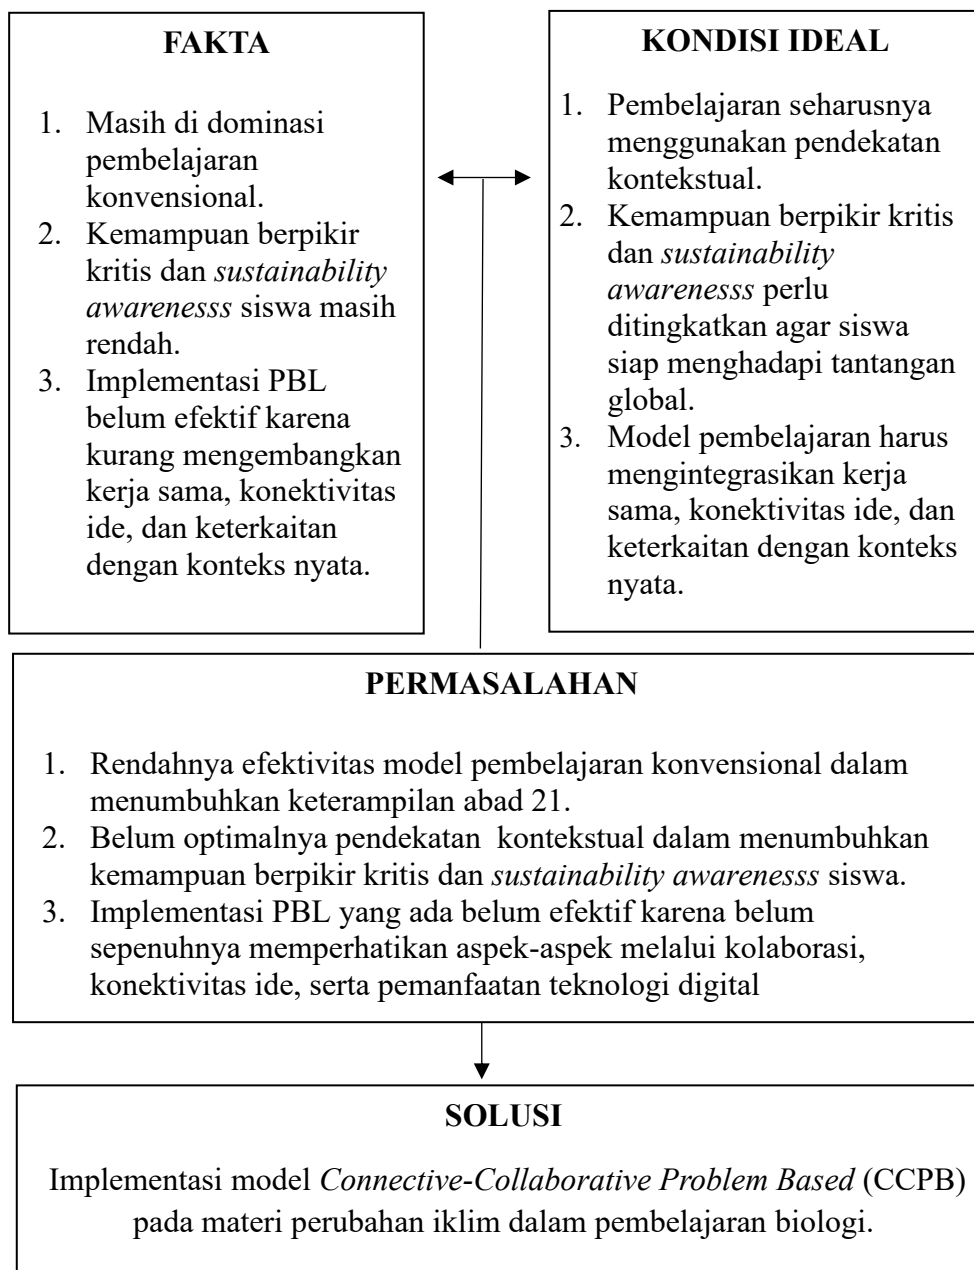 FAKTA
1. Masih di dominasi
pembelajaran
konvensional.
2. Kemampuan berpikir
kritis dan sustainability
awarenesss siswa masih
rendah.
3. Implementasi PBL
belum efektif karena
kurang mengembangkan
kerja sama, konektivitas
ide, dan keterkaitan
dengan konteks nyata.
KONDISI IDEAL
1. Pembelajaran seharusnya
menggunakan pendekatan
kontekstual.
2. Kemampuan berpikir kritis
dan sustainability
awarenesss perlu
ditingkatkan agar siswa
siap menghadapi tantangan
global.
3. Model pembelajaran harus
mengintegrasikan kerja
sama, konektivitas ide, dan
keterkaitan dengan konteks
nyata.
PERMASALAHAN
1. Rendahnya efektivitas model pembelajaran konvensional dalam
menumbuhkan keterampilan abad 21.
2. Belum optimalnya pendekatan kontekstual dalam menumbuhkan
kemampuan berpikir kritis dan sustainability awarenesss siswa.
3. Implementasi PBL yang ada belum efektif karena belum
sepenuhnya memperhatikan aspek-aspek melalui kolaborasi,
konektivitas ide, serta pemanfaatan teknologi digital
SOLUSI
Implementasi model Connective-Collaborative Problem Based (CCPB)
pada materi perubahan iklim dalam pembelajaran biologi.